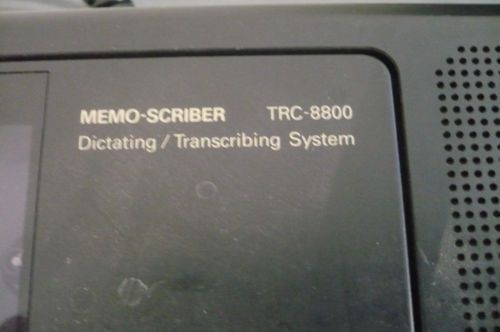 MEMO-SCRIBER TRC-8800
Dictating / Transcribing System